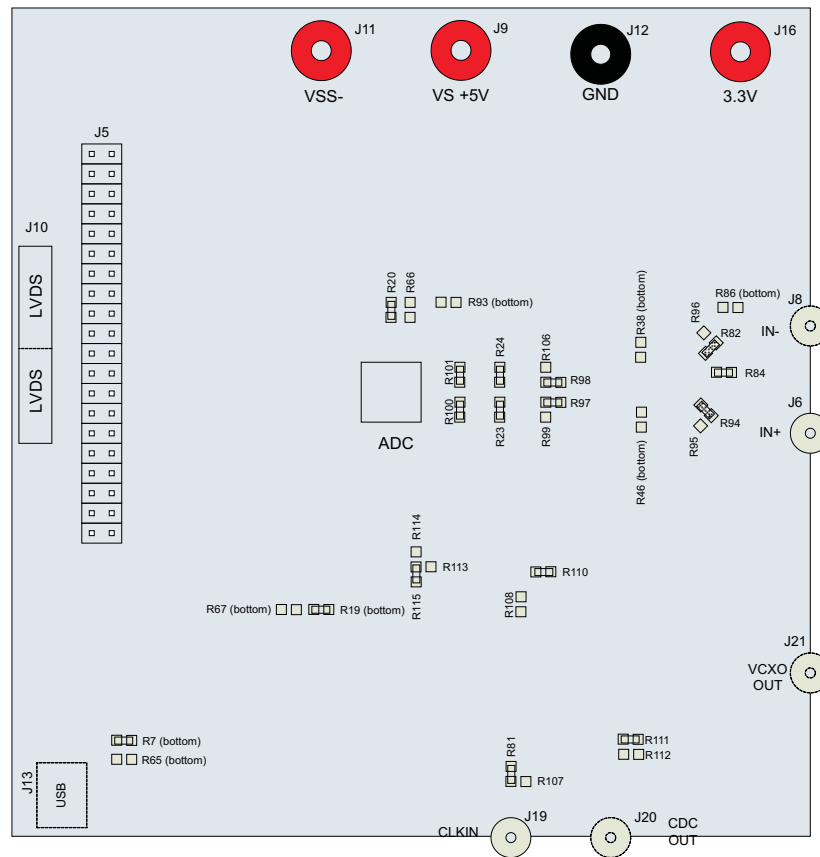 J11
J9
J12
J16
VSS-
VS +5V
GND
3.3V
J5
J10
LVDS
LVDS
R20
R66
R93 (bottom)
R38 (bottom)
R86 (bottom)
J8
R96
R82
IN-
R101
R24
R106
R98
R84
R100
R23
R97
R99
ADC
R46 (bottom)
R94
R95
J6
IN+
R114
R113
R115
R110
R108
R67 (bottom)
R19 (bottom)
J21
VCXO
OUT
R7 (bottom)
R65 (bottom)
R111
R112
R81
R107
J13
USB
CLKIN
J19
J20
CDC
OUT